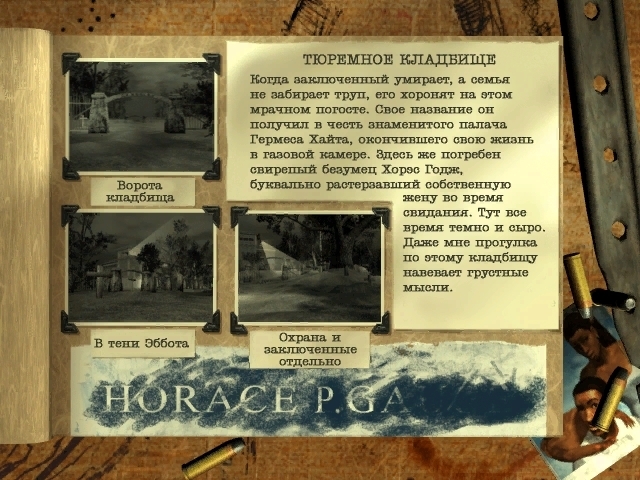 ТЮРЕМНОЕ КЛАДБИЩЕ
Когда заключенный умирает, а семья
не забирает труп, его хоронят на этом
мрачном погосте. Свое название он
получил в честь знаменитого палача
Гермеса Хайта, окончившего свою жизнь
в газовой камере. Здесь же погребен
свирепый безумец Хорэс Годж,
буквально растерзавший собственную
жену во время
свидания. Тут все
время темно и сыро.
Даже мне прогулка
по этому кладбищу
навевает грустные
мысли.
Ворота
кладбища
В тени Эббота
Охрана и
заключенные
отдельно
HORACE P.GA